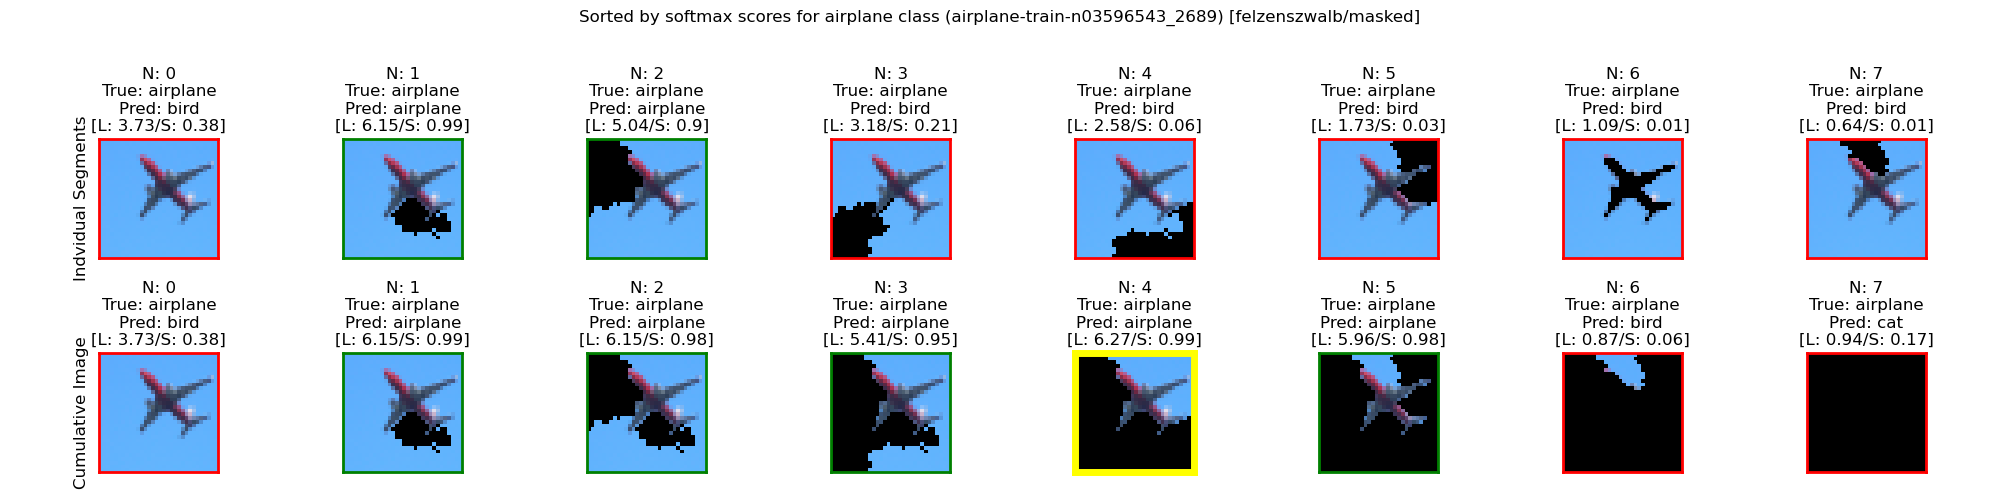 Sorted by softmax scores for airplane class (airplane-train-n03596543_2689) [felzenszwalb/masked]
Indvidual Segments
N: 0
True: airplane
Pred: bird
[L: 3.73/S: 0.38]
N: 1
True: airplane
Pred: airplane
[L: 6.15/S: 0.99]
N: 2
True: airplane
Pred: airplane
[L: 5.04/S: 0.9]
N: 3
True: airplane
Pred: bird
[L: 3.18/S: 0.21]
N: 4
True: airplane
Pred: bird
[L: 2.58/S: 0.06]
N: 5
True: airplane
Pred: bird
[L: 1.73/S: 0.03]
N: 6
True: airplane
Pred: bird
[L: 1.09/S: 0.01]
N: 7
True: airplane
Pred: bird
[L: 0.64/S: 0.01]
Cumulative Image
N: 0
True: airplane
Pred: bird
[L: 3.73/S: 0.38]
N: 1
True: airplane
Pred: airplane
[L: 6.15/S: 0.99]
N: 2
True: airplane
Pred: airplane
[L: 6.15/S: 0.98]
N: 3
True: airplane
Pred: airplane
[L: 5.41/S: 0.95]
N: 4
True: airplane
Pred: airplane
[L: 6.27/S: 0.99]
N: 5
True: airplane
Pred: airplane
[L: 5.96/S: 0.98]
N: 6
True: airplane
Pred: bird
[L: 0.87/S: 0.06]
N: 7
True: airplane
Pred: cat
[L: 0.94/S: 0.17]